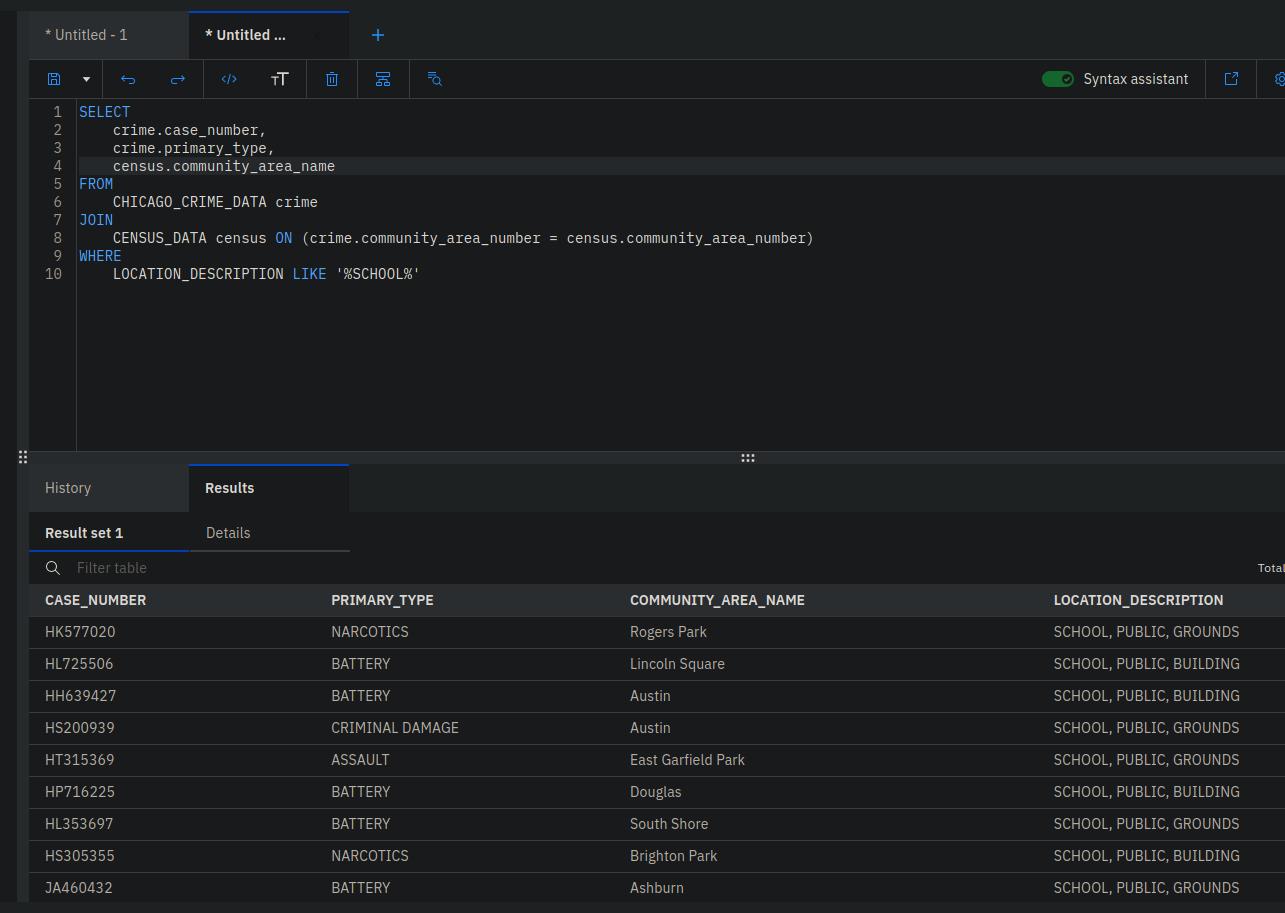 * Untitled - 1
* Untitled ...
+
</>
TT
Syntax assistant
1 SELECT
2 crime.case_number,
3 crime.primary_type,
4 census.community_area_name
5 FROM
6 CHICAGO_CRIME_DATA crime
7 JOIN
8 CENSUS_DATA census ON (crime.community_area_number = census.community_area_number)
9 WHERE
10 LOCATION_DESCRIPTION LIKE '%SCHOOL%'
History Results
Result set 1 Details
Filter table Total
CASE_NUMBER PRIMARY_TYPE COMMUNITY_AREA_NAME LOCATION_DESCRIPTION
HK577020 NARCOTICS Rogers Park SCHOOL, PUBLIC, GROUNDS
HL725506 BATTERY Lincoln Square SCHOOL, PUBLIC, BUILDING
HH639427 BATTERY Austin SCHOOL, PUBLIC, BUILDING
HS200939 CRIMINAL DAMAGE Austin SCHOOL, PUBLIC, GROUNDS
HT315369 ASSAULT East Garfield Park SCHOOL, PUBLIC, GROUNDS
HP716225 BATTERY Douglas SCHOOL, PUBLIC, BUILDING
HL353697 BATTERY South Shore SCHOOL, PUBLIC, GROUNDS
HS305355 NARCOTICS Brighton Park SCHOOL, PUBLIC, BUILDING
JA460432 BATTERY Ashburn SCHOOL, PUBLIC, GROUNDS